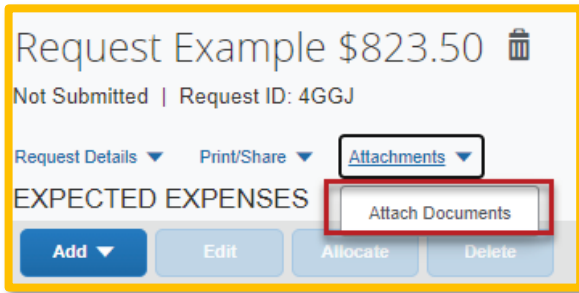 Request Example $823.50
Not Submitted | Request ID: 4GGJ
Request Details Print/Share Attachments
EXPECTED EXPENSES
Attach Documents
Add Edit Allocate Delete